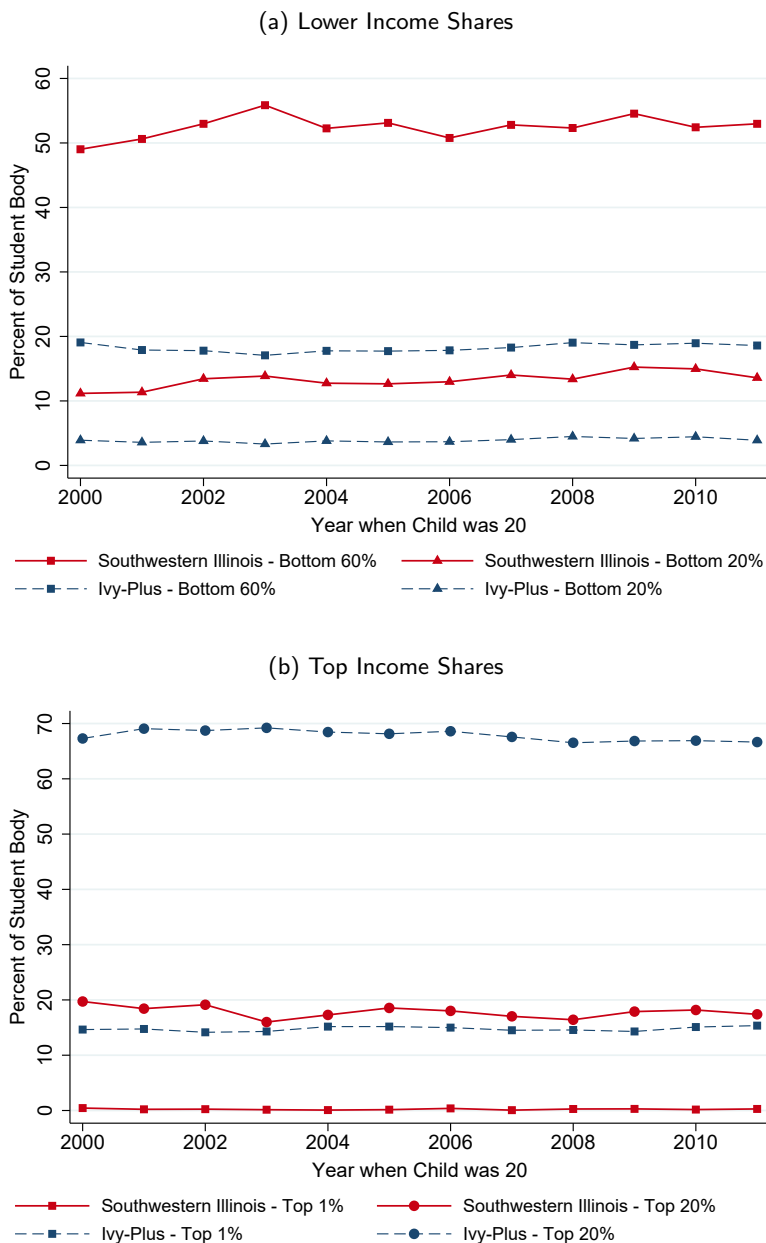 (a) Lower Income Shares
Percent of Student Body
60
50
40
30
20
10
0
2000 2002 2004 2006 2008 2010
Year when Child was 20
Southwestern Illinois - Bottom 60% Southwestern Illinois - Bottom 20%
Ivy-Plus - Bottom 60% Ivy-Plus - Bottom 20%
(b) Top Income Shares
Percent of Student Body
70
60
50
40
30
20
10
0
2000 2002 2004 2006 2008 2010
Year when Child was 20
Southwestern Illinois - Top 1% Southwestern Illinois - Top 20%
Ivy-Plus - Top 1% Ivy-Plus - Top 20%